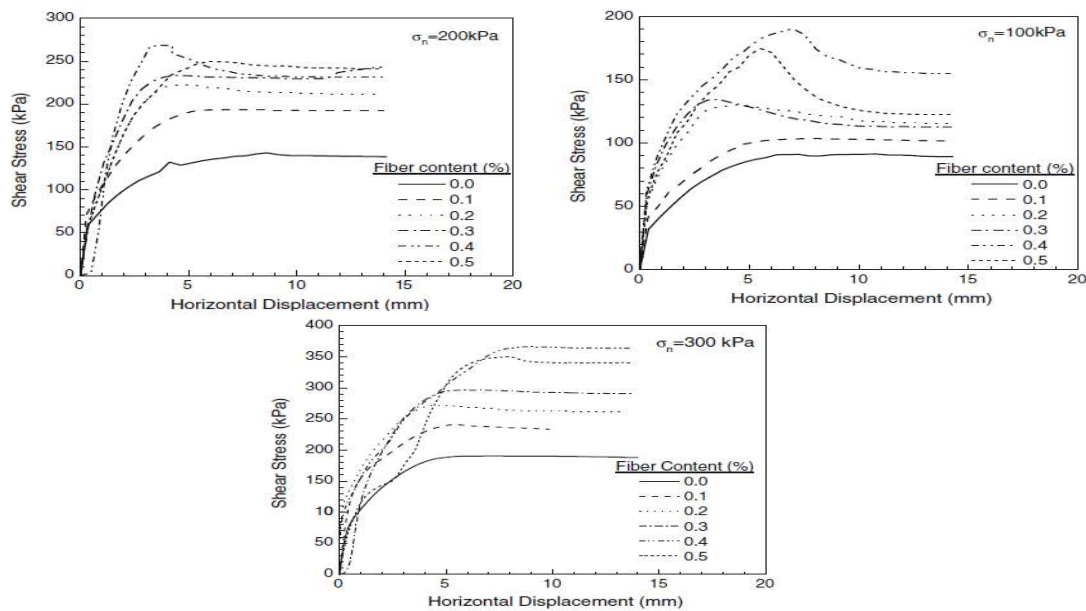 300
250
200
150
100
50
0
Shear Stress (kPa)
σn=200kPa
Fiber content (%)
0.0
0.1
0.2
0.3
0.4
0.5
0 5 10 15 20
Horizontal Displacement (mm)
200
150
100
50
0
Shear Stress (kPa)
σn=100kPa
Fiber content (%)
0.0
0.1
0.2
0.3
0.4
0.5
0 5 10 15 20
Horizontal Displacement (mm)
400
350
300
250
200
150
10
50
0
Shear Stress (kPa)
σn=300 kPa
Fiber Content (%)
0.0
0.1
0.2
0.3
0.4
0.5
0 5 10 15 20
Horizontal Displacement (mm)